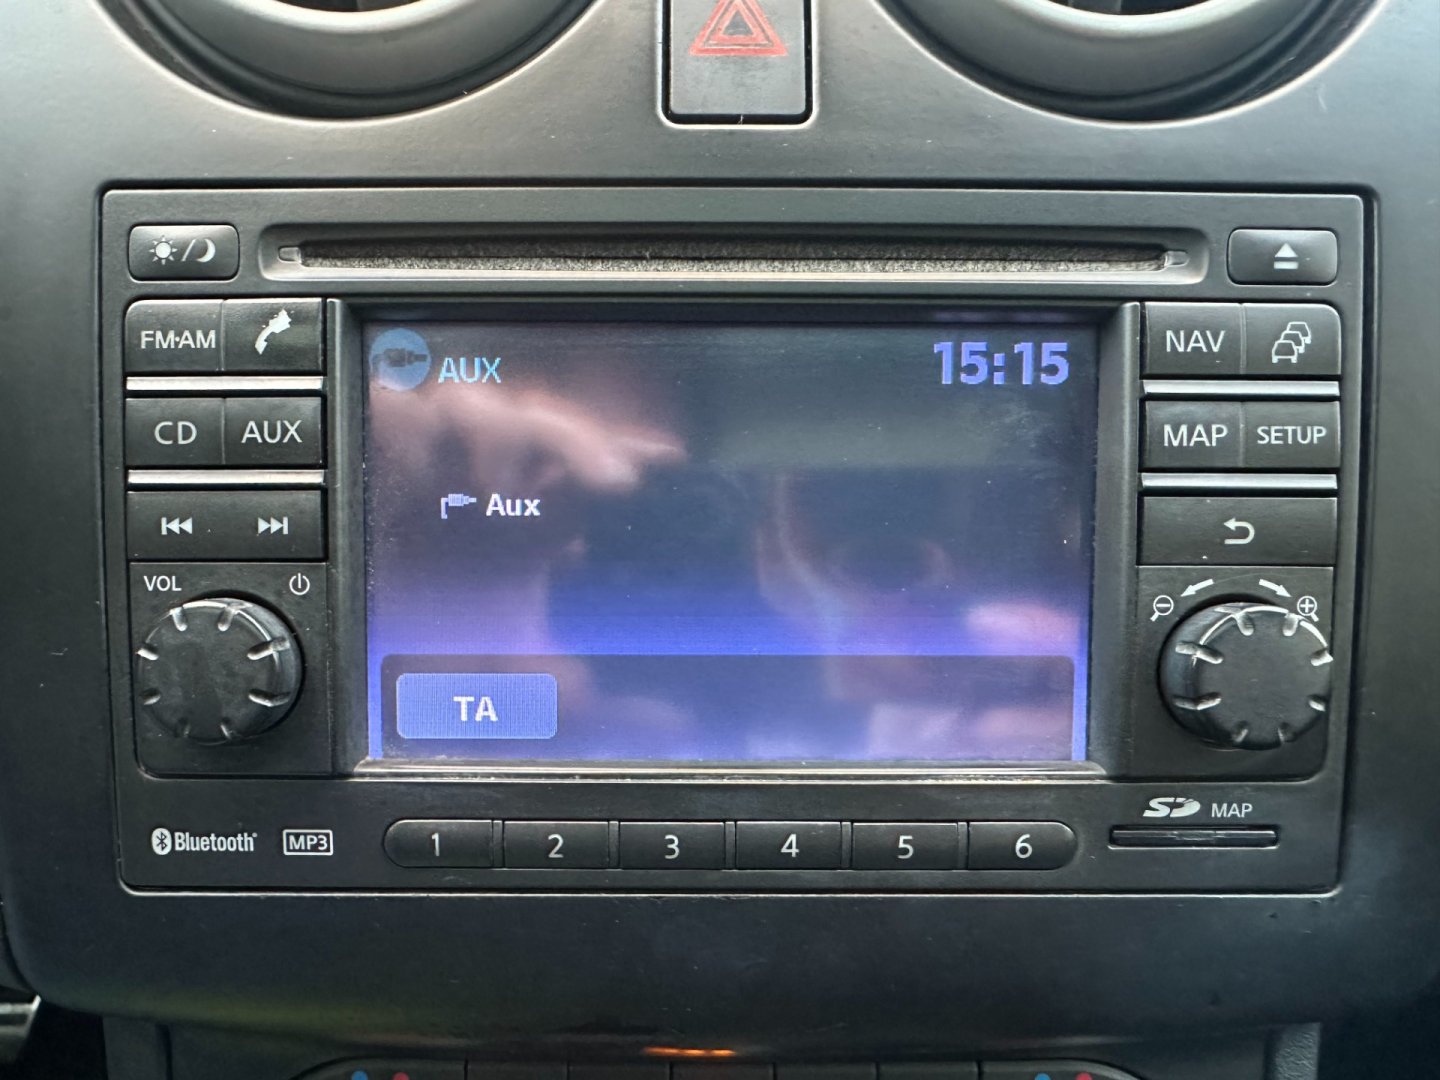 FM·AM
NAV
AUX
15:15
CD AUX
MAP SETUP
Aux
VOL
TA
Bluetooth®
MP3
1 2 3 4 5 6
SD MAP